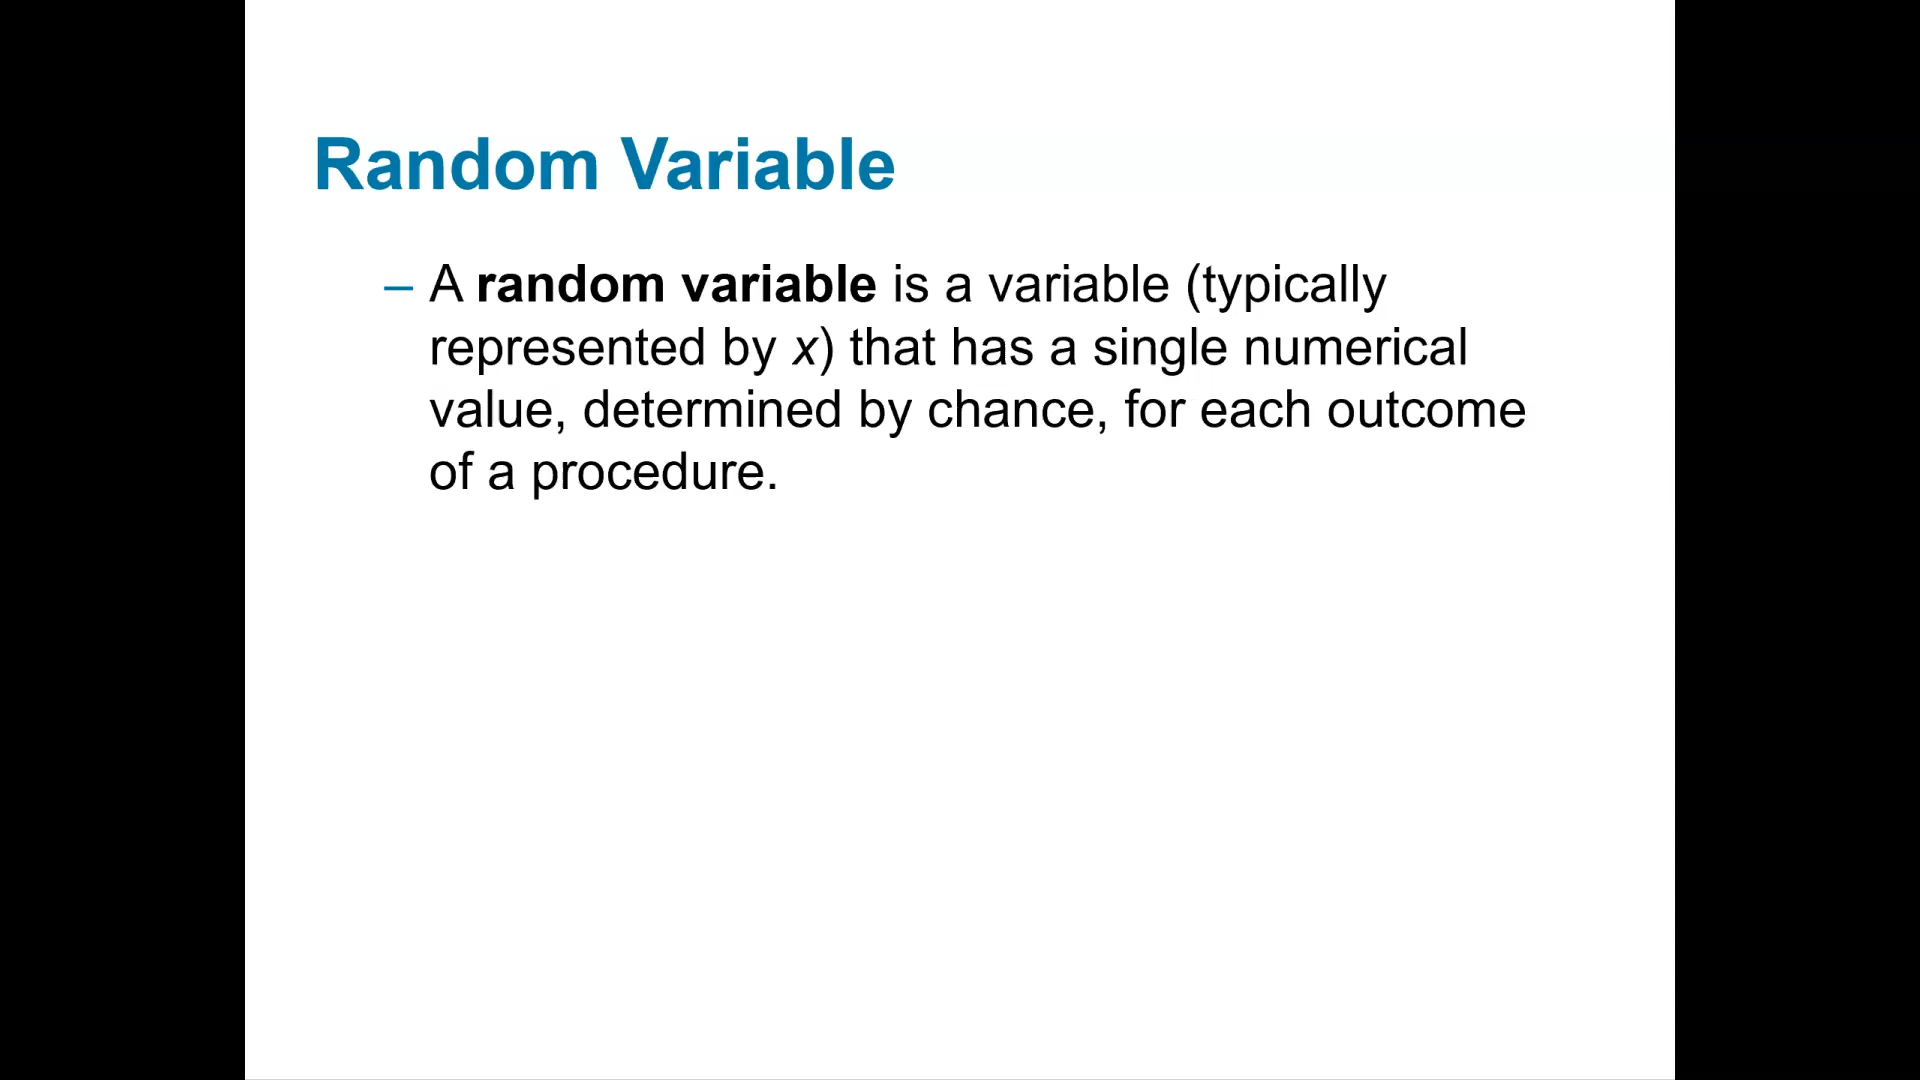 Random Variable
– A random variable is a variable (typically
represented by x) that has a single numerical
value, determined by chance, for each outcome
of a procedure.